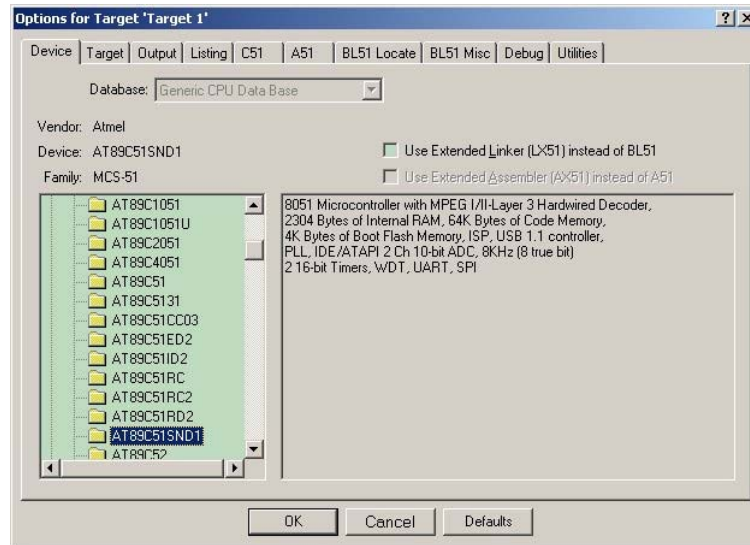 Options for Target 'Target 1'
Device Target Output Listing C51 A51 BL51 Locate BL51 Misc Debug Utilities
Database: Generic CPU Data Base
Vendor: Atmel
Device: AT89C51SND1
Family: MCS-51
Use Extended Linker (LX51) instead of BL51
Use Extended Assembler (AX51) instead of A51
AT89C1051
AT89C1051U
AT89C2051
AT89C4051
AT89C51
AT89C5131
AT89C51CC03
AT89C51ED2
AT89C51ID2
AT89C51RC
AT89C51RC2
AT89C51RD2
AT89C51SND1
AT89C52
8051 Microcontroller with MPEG I/II-Layer 3 Hardwired Decoder,
2304 Bytes of Internal RAM, 64K Bytes of Code Memory,
4K Bytes of Boot Flash Memory, ISP, USB 1.1 controller,
PLL, IDE/ATAPI 2 Ch 10-bit ADC, 8KHz (8 true bit)
2 16-bit Timers, WDT, UART, SPI
OK Cancel Defaults